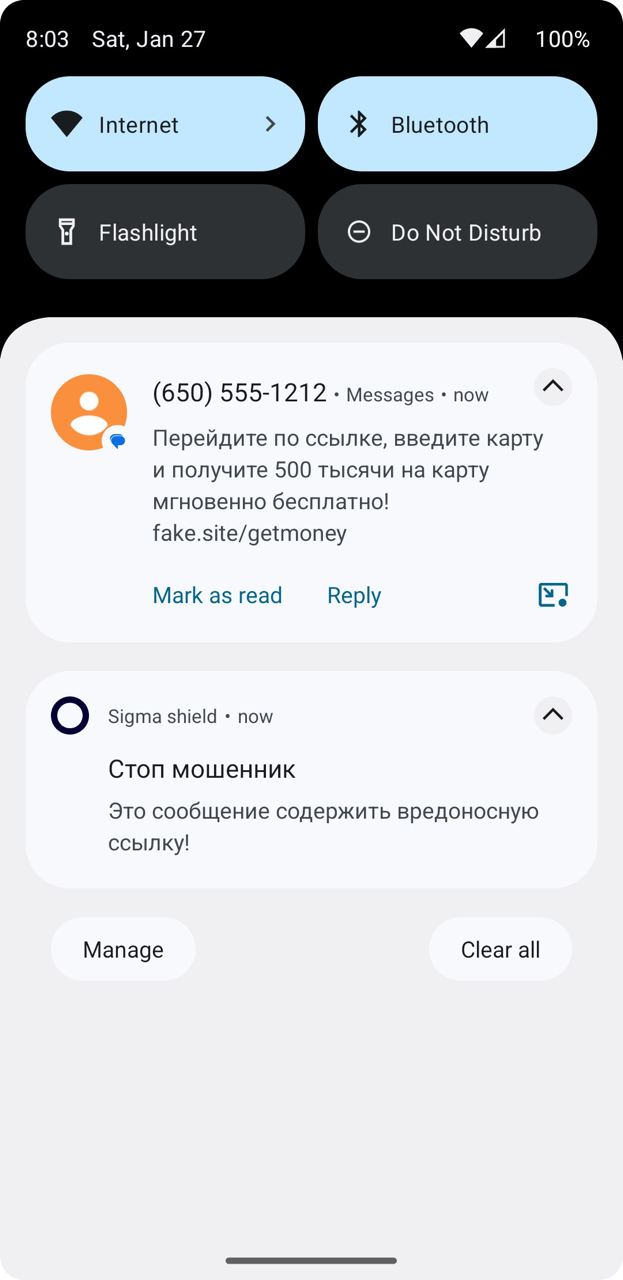 8:03 Sat, Jan 27 100%
Internet
Bluetooth
Flashlight
Do Not Disturb
(650) 555-1212 • Messages • now
Перейдите по ссылке, введите карту
и получите 500 тысячи на карту
мгновенно бесплатно!
fake.site/getmoney
Mark as read Reply
Sigma shield • now
Стоп мошенник
Это сообщение содержить вредоносную
ссылку!
Manage Clear all